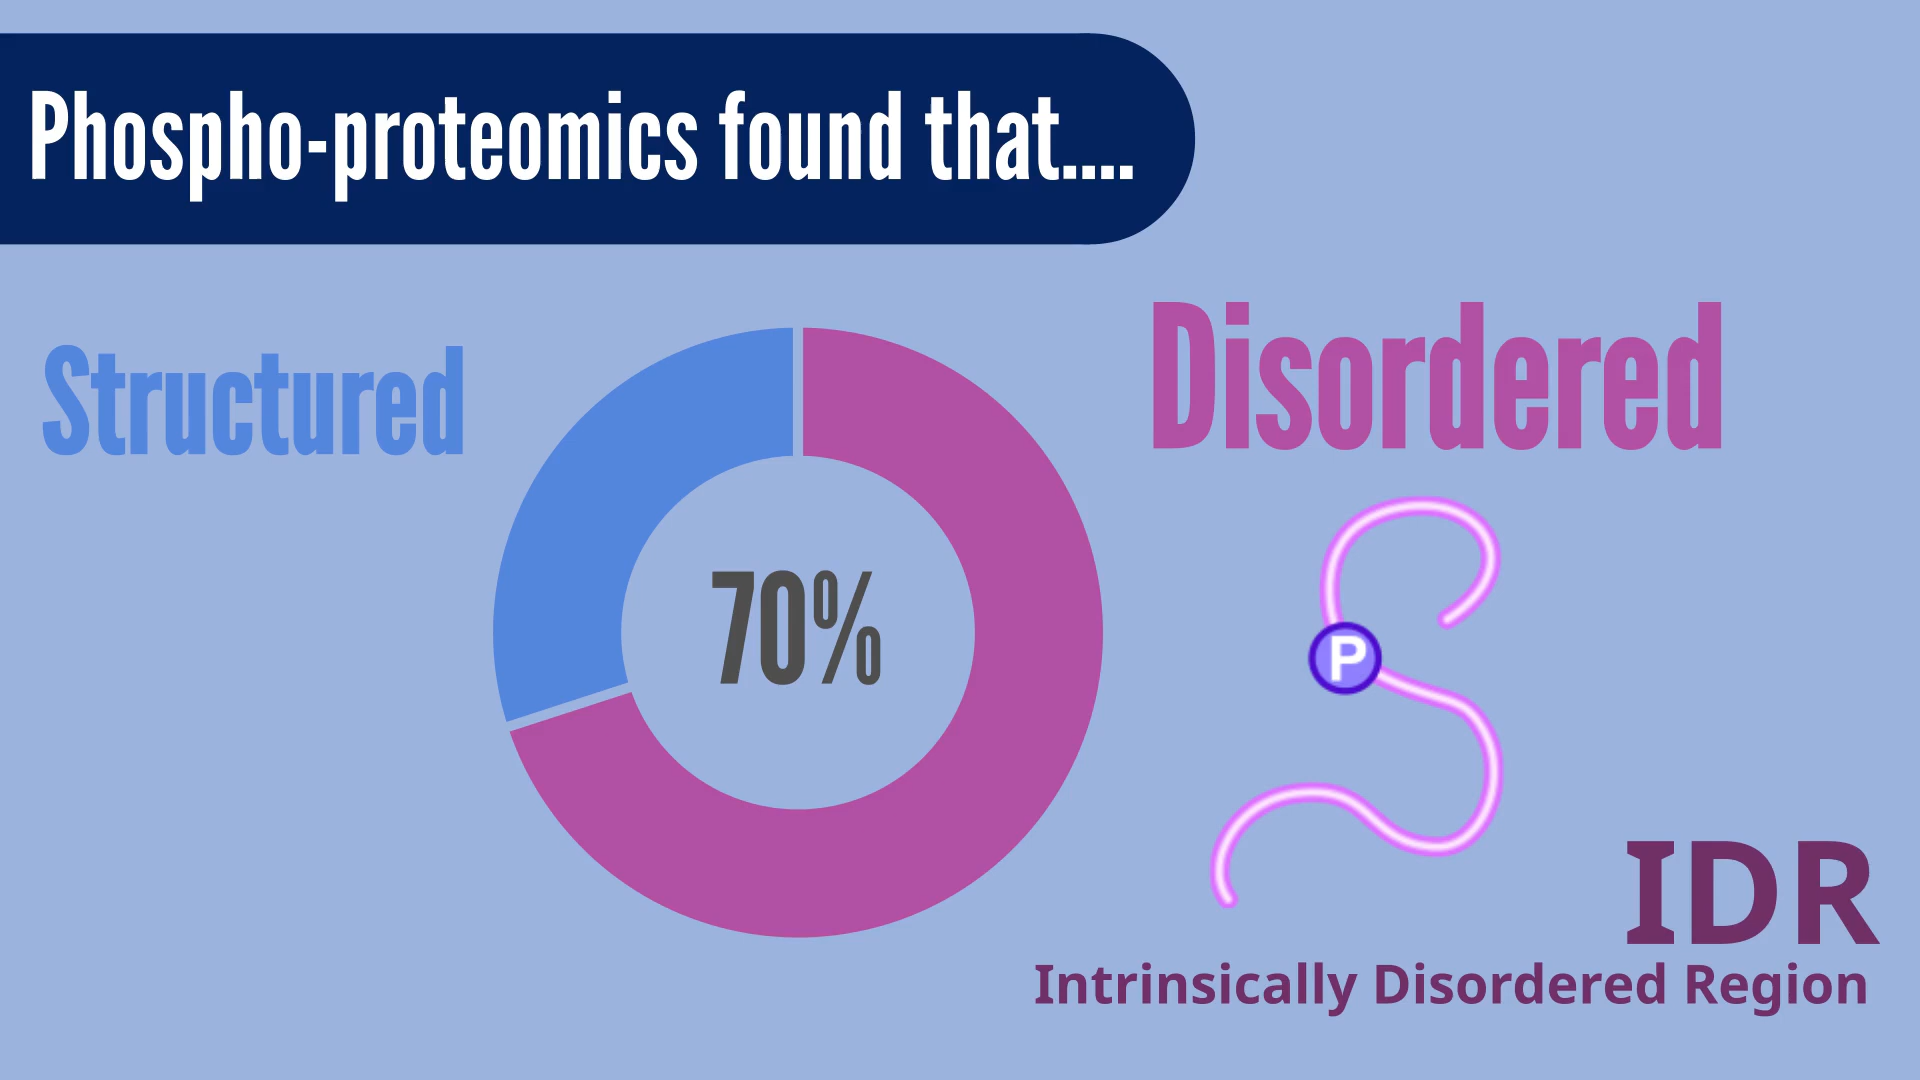 Phospho-proteomics found that....
Structured
Disordered
70%
P
IDR
Intrinsically Disordered Region